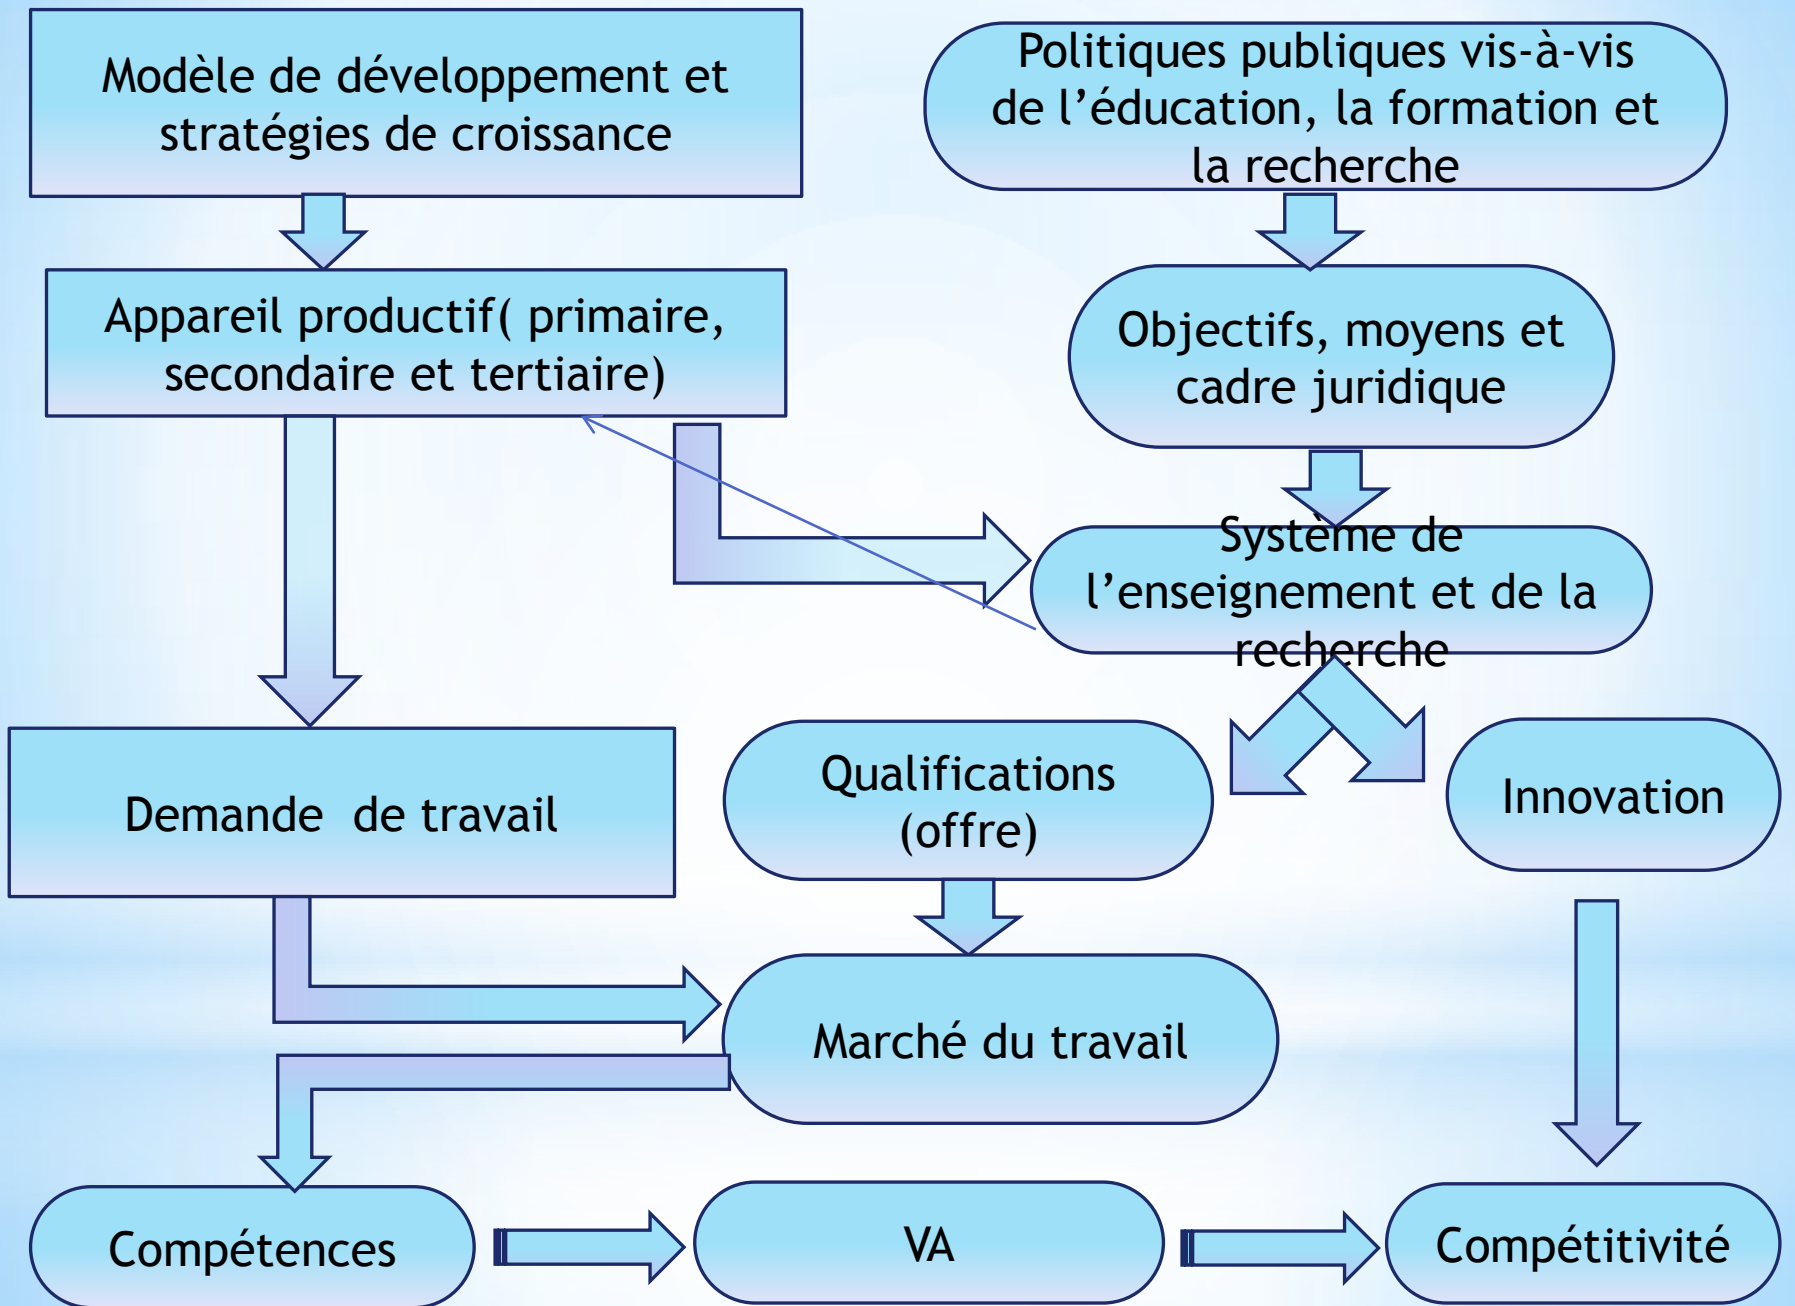 Modèle de développement et
stratégies de croissance
Politiques publiques vis-à-vis
de l’éducation, la formation et
la recherche
Appareil productif( primaire,
secondaire et tertiaire)
Objectifs, moyens et
cadre juridique
Système de
l’enseignement et de la
recherche
Demande  de travail
Qualifications
(offre)
Innovation
Marché du travail
Compétences
VA
Compétitivité